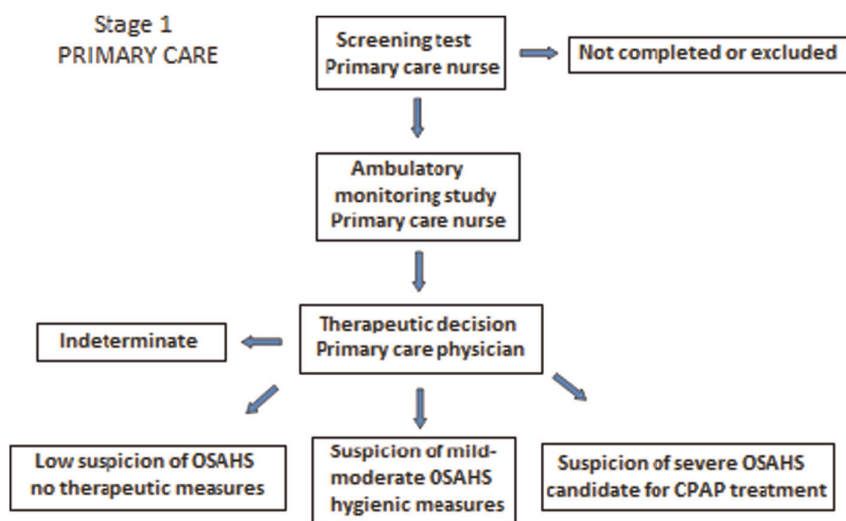 Stage 1
PRIMARY CARE
Screening test
Primary care nurse
Not completed or excluded
Ambulatory
monitoring study
Primary care nurse
Therapeutic decision
Primary care physician
Indeterminate
Low suspicion of OSAHS
no therapeutic measures
Suspicion of mild-
moderate OSAHS
hygienic measures
Suspicion of severe OSAHS
candidate for CPAP treatment